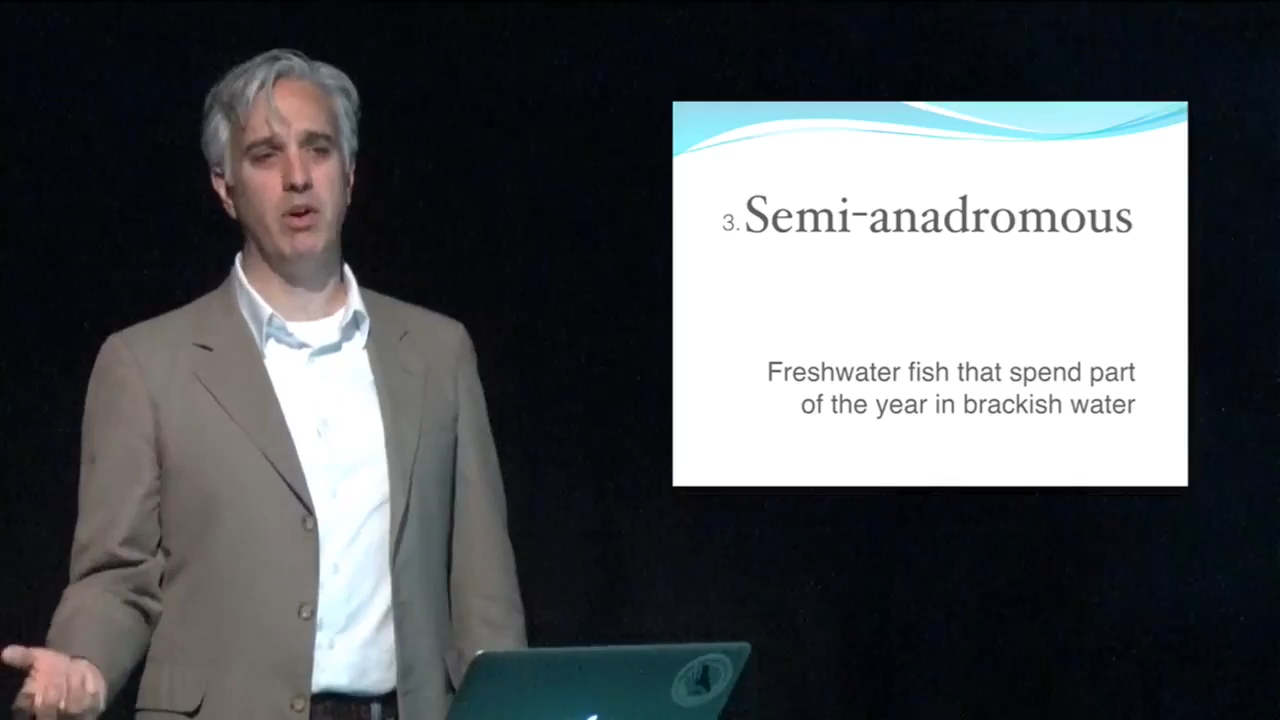 3. Semi-anadromous
Freshwater fish that spend part
of the year in brackish water